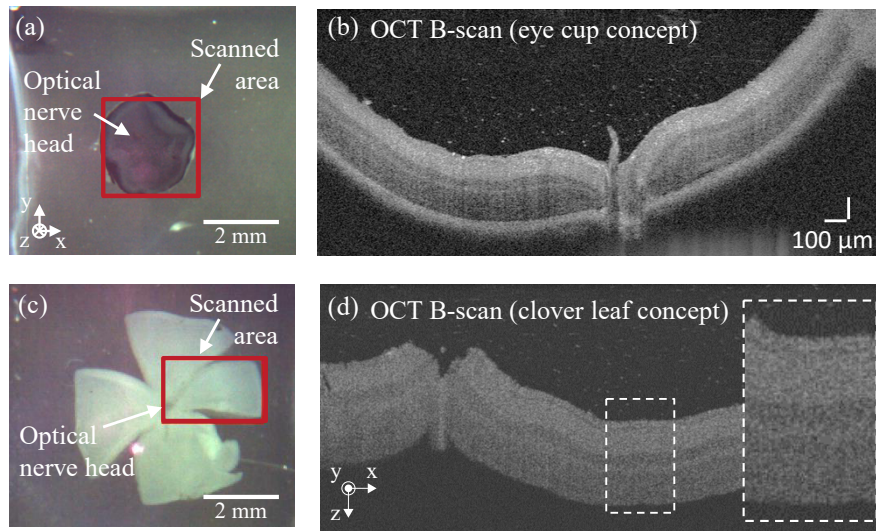 (a)
Scanned
area
Optical
nerve
head
y
z
x
2 mm
(b) OCT B-scan (eye cup concept)
100 µm
(c)
Scanned
area
Optical
nerve head
2 mm
(d) OCT B-scan (clover leaf concept)
y
x
z